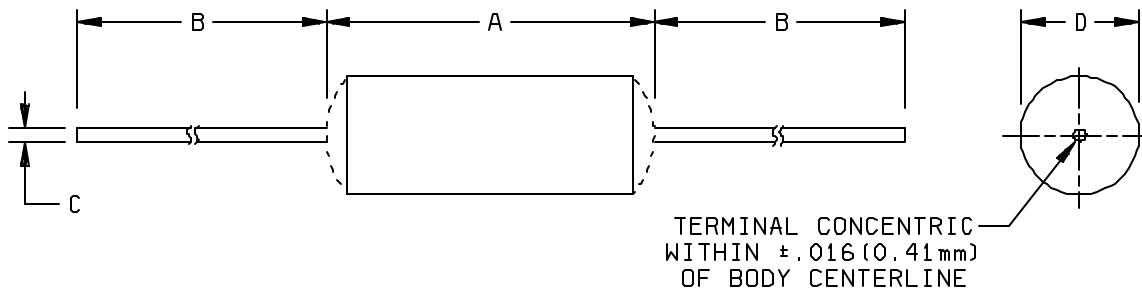 B
A
B
D
C
TERMINAL CONCENTRIC
WITHIN ±.016(0.41mm)
OF BODY CENTERLINE